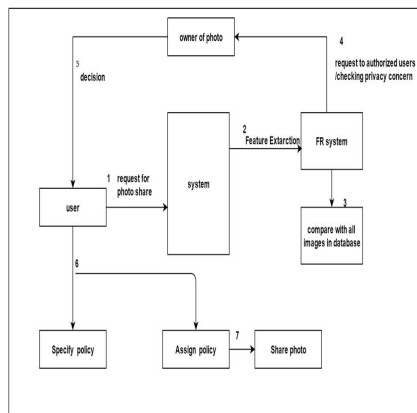 owner of photo
4
request to authorized users
/checking privacy concern
5
decision
2
Feature Extarction
FR system
1 request for
photo share
system
user
3
compare with all
images in database
6
Specify policy
Assign policy
7
Share photo